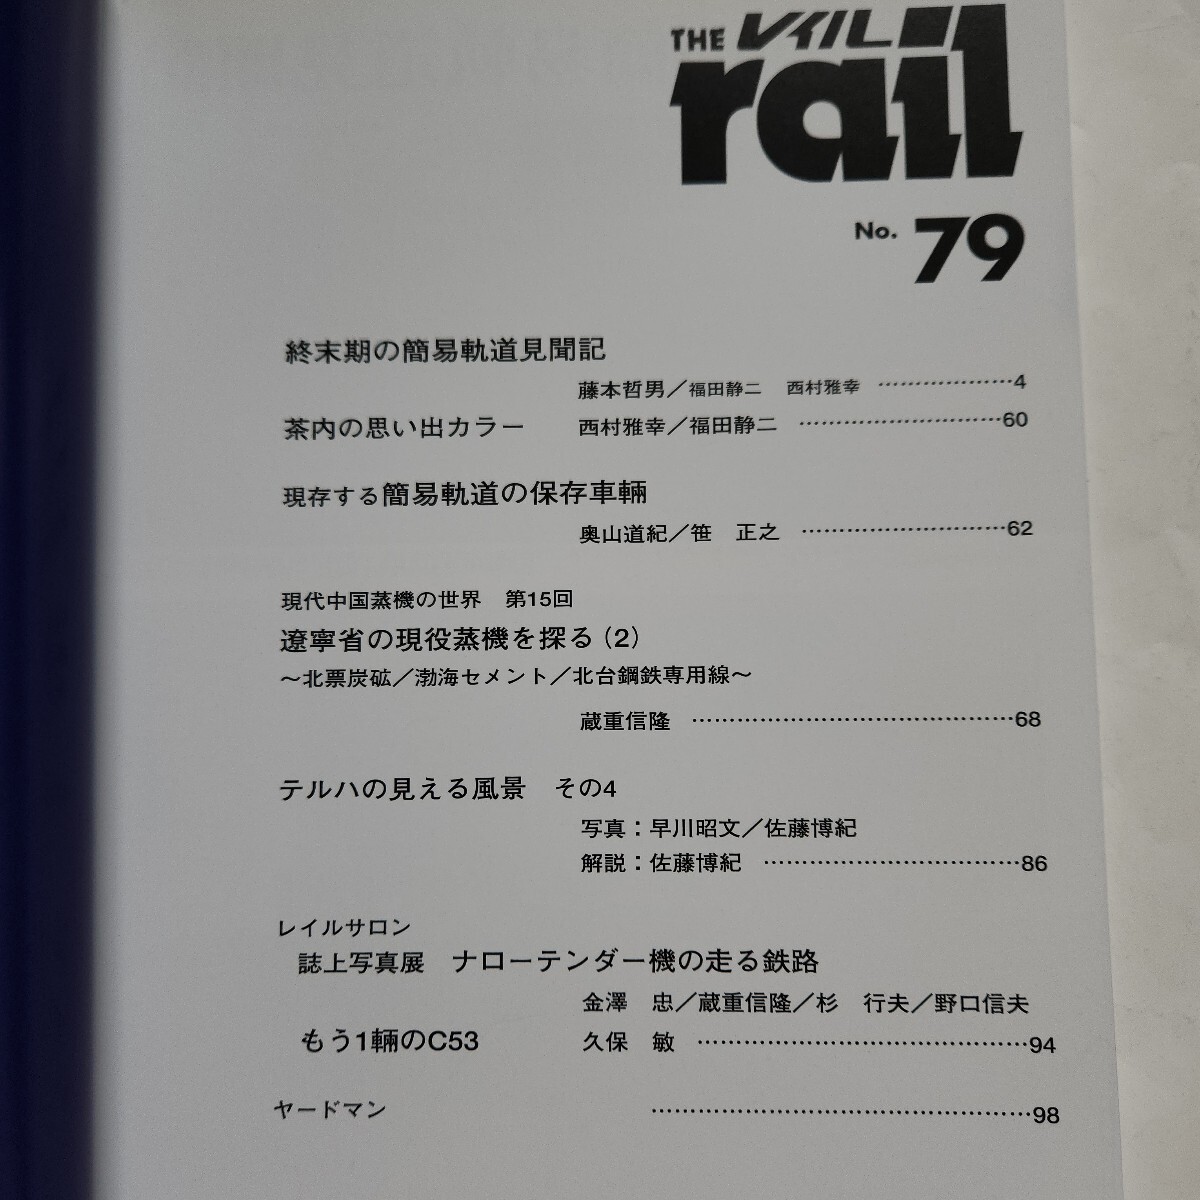 THE レイル
rail
No. 79
終末期の簡易軌道見聞記
藤本哲男／福田静二　西村雅幸 ……………… 4
茶内の思い出カラー　西村雅幸／福田静二 ……………………… 60
現存する簡易軌道の保存車輛
奥山道紀／笹　正之 ……………………… 62
現代中国蒸機の世界　第15回
遼寧省の現役蒸機を探る（2）
～北票炭砿／渤海セメント／北台鋼鉄専用線～
蔵重信隆 …………………………………… 68
テルハの見える風景　その4
写真：早川昭文／佐藤博紀
解説：佐藤博紀 …………………………… 86
レイルサロン
誌上写真展　ナローテンダー機の走る鉄路
金澤　忠／蔵重信隆／杉　行夫／野口信夫
もう1輛のC53　久保　敏 …………………………………… 94
ヤードマン ………………………………………… 98